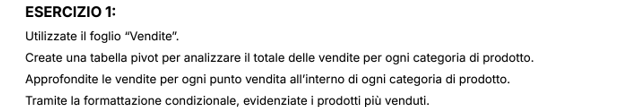 ESERCIZIO 1:
Utilizzate il foglio “Vendite”.
Create una tabella pivot per analizzare il totale delle vendite per ogni categoria di prodotto.
Approfondite le vendite per ogni punto vendita all’interno di ogni categoria di prodotto.
Tramite la formattazione condizionale, evidenziate i prodotti più venduti.